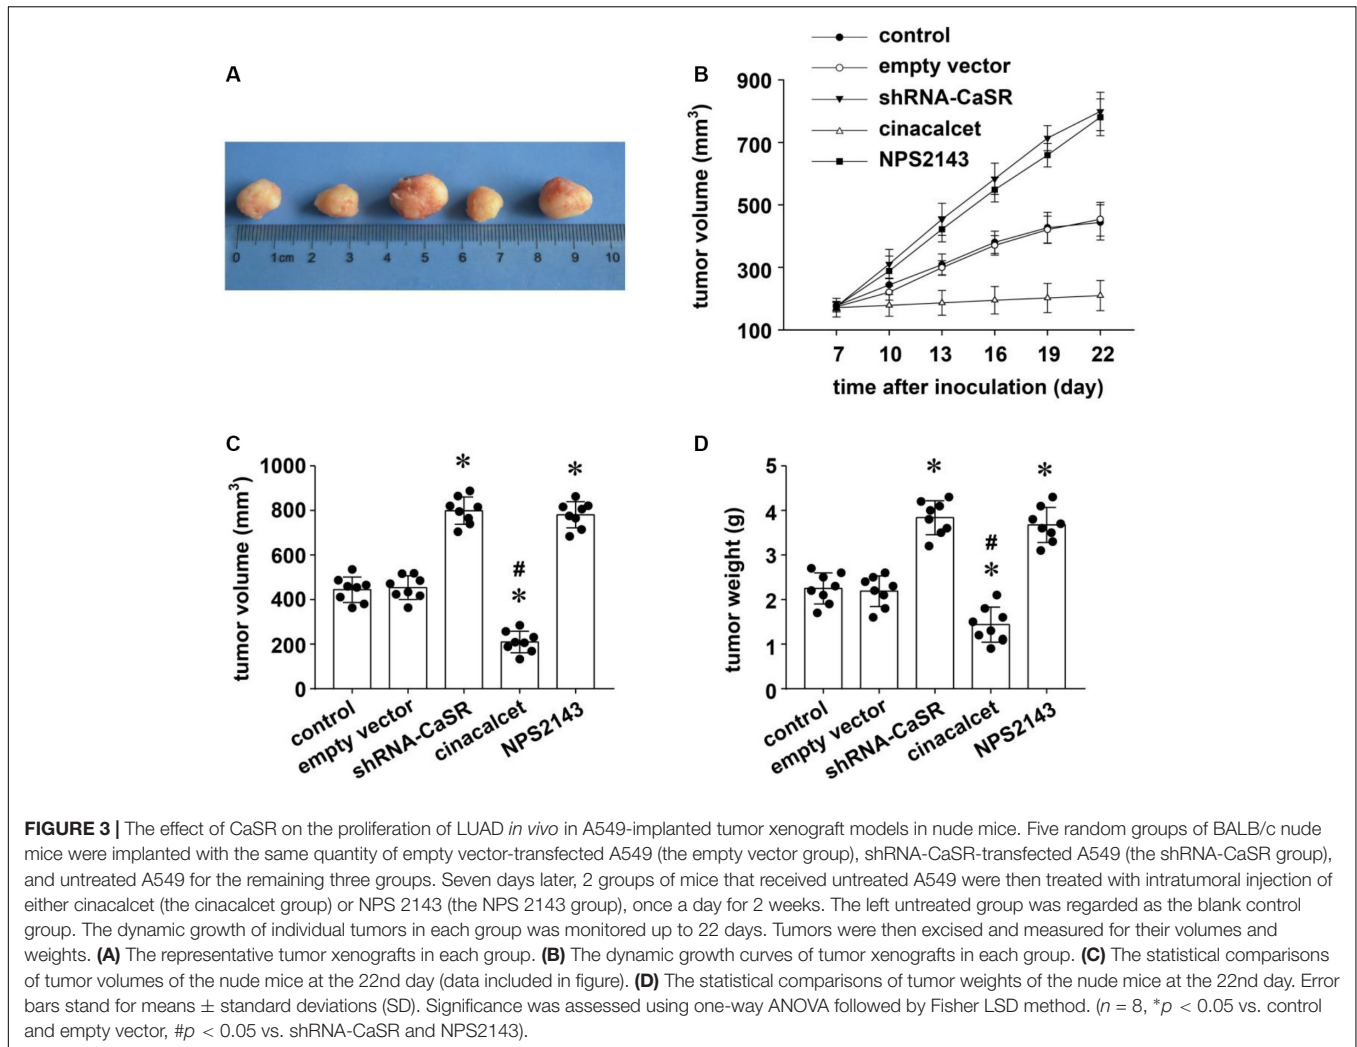 A
0 1cm 2 3 4 5 6 7 8 9 10
B
control
empty vector
shRNA-CaSR
cinacalcet
NPS2143
tumor volume (mm³)
900
700
500
300
100
7 10 13 16 19 22
time after inoculation (day)
C
tumor volume (mm³)
1000
800
600
400
200
0
*
#
*
*
control
empty vector
shRNA-CaSR
cinacalcet
NPS2143
D
tumor weight (g)
5
4
3
2
1
0
*
#
*
*
control
empty vector
shRNA-CaSR
cinacalcet
NPS2143
FIGURE 3 | The effect of CaSR on the proliferation of LUAD in vivo in A549-implanted tumor xenograft models in nude mice. Five random groups of BALB/c nude
mice were implanted with the same quantity of empty vector-transfected A549 (the empty vector group), shRNA-CaSR-transfected A549 (the shRNA-CaSR group),
and untreated A549 for the remaining three groups. Seven days later, 2 groups of mice that received untreated A549 were then treated with intratumoral injection of
either cinacalcet (the cinacalcet group) or NPS 2143 (the NPS 2143 group), once a day for 2 weeks. The left untreated group was regarded as the blank control
group. The dynamic growth of individual tumors in each group was monitored up to 22 days. Tumors were then excised and measured for their volumes and
weights. (A) The representative tumor xenografts in each group. (B) The dynamic growth curves of tumor xenografts in each group. (C) The statistical comparisons
of tumor volumes of the nude mice at the 22nd day (data included in figure). (D) The statistical comparisons of tumor weights of the nude mice at the 22nd day. Error
bars stand for means ± standard deviations (SD). Significance was assessed using one-way ANOVA followed by Fisher LSD method. (n = 8, *p < 0.05 vs. control
and empty vector, #p < 0.05 vs. shRNA-CaSR and NPS2143).